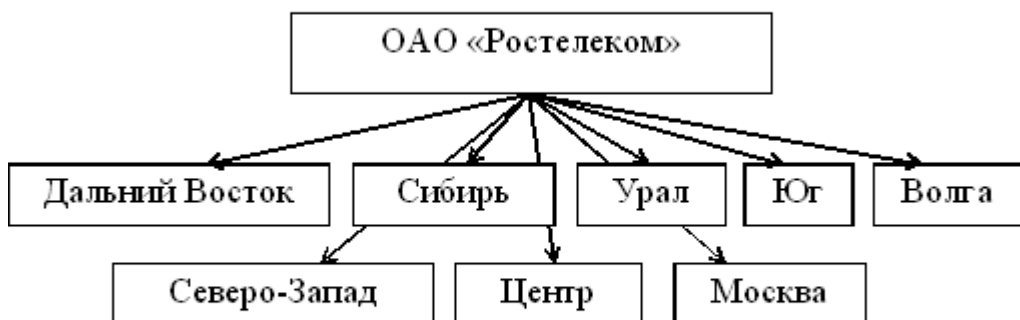 ОАО «Ростелеком»
Дальний Восток
Сибирь
Урал
Юг
Волга
Северо-Запад
Центр
Москва